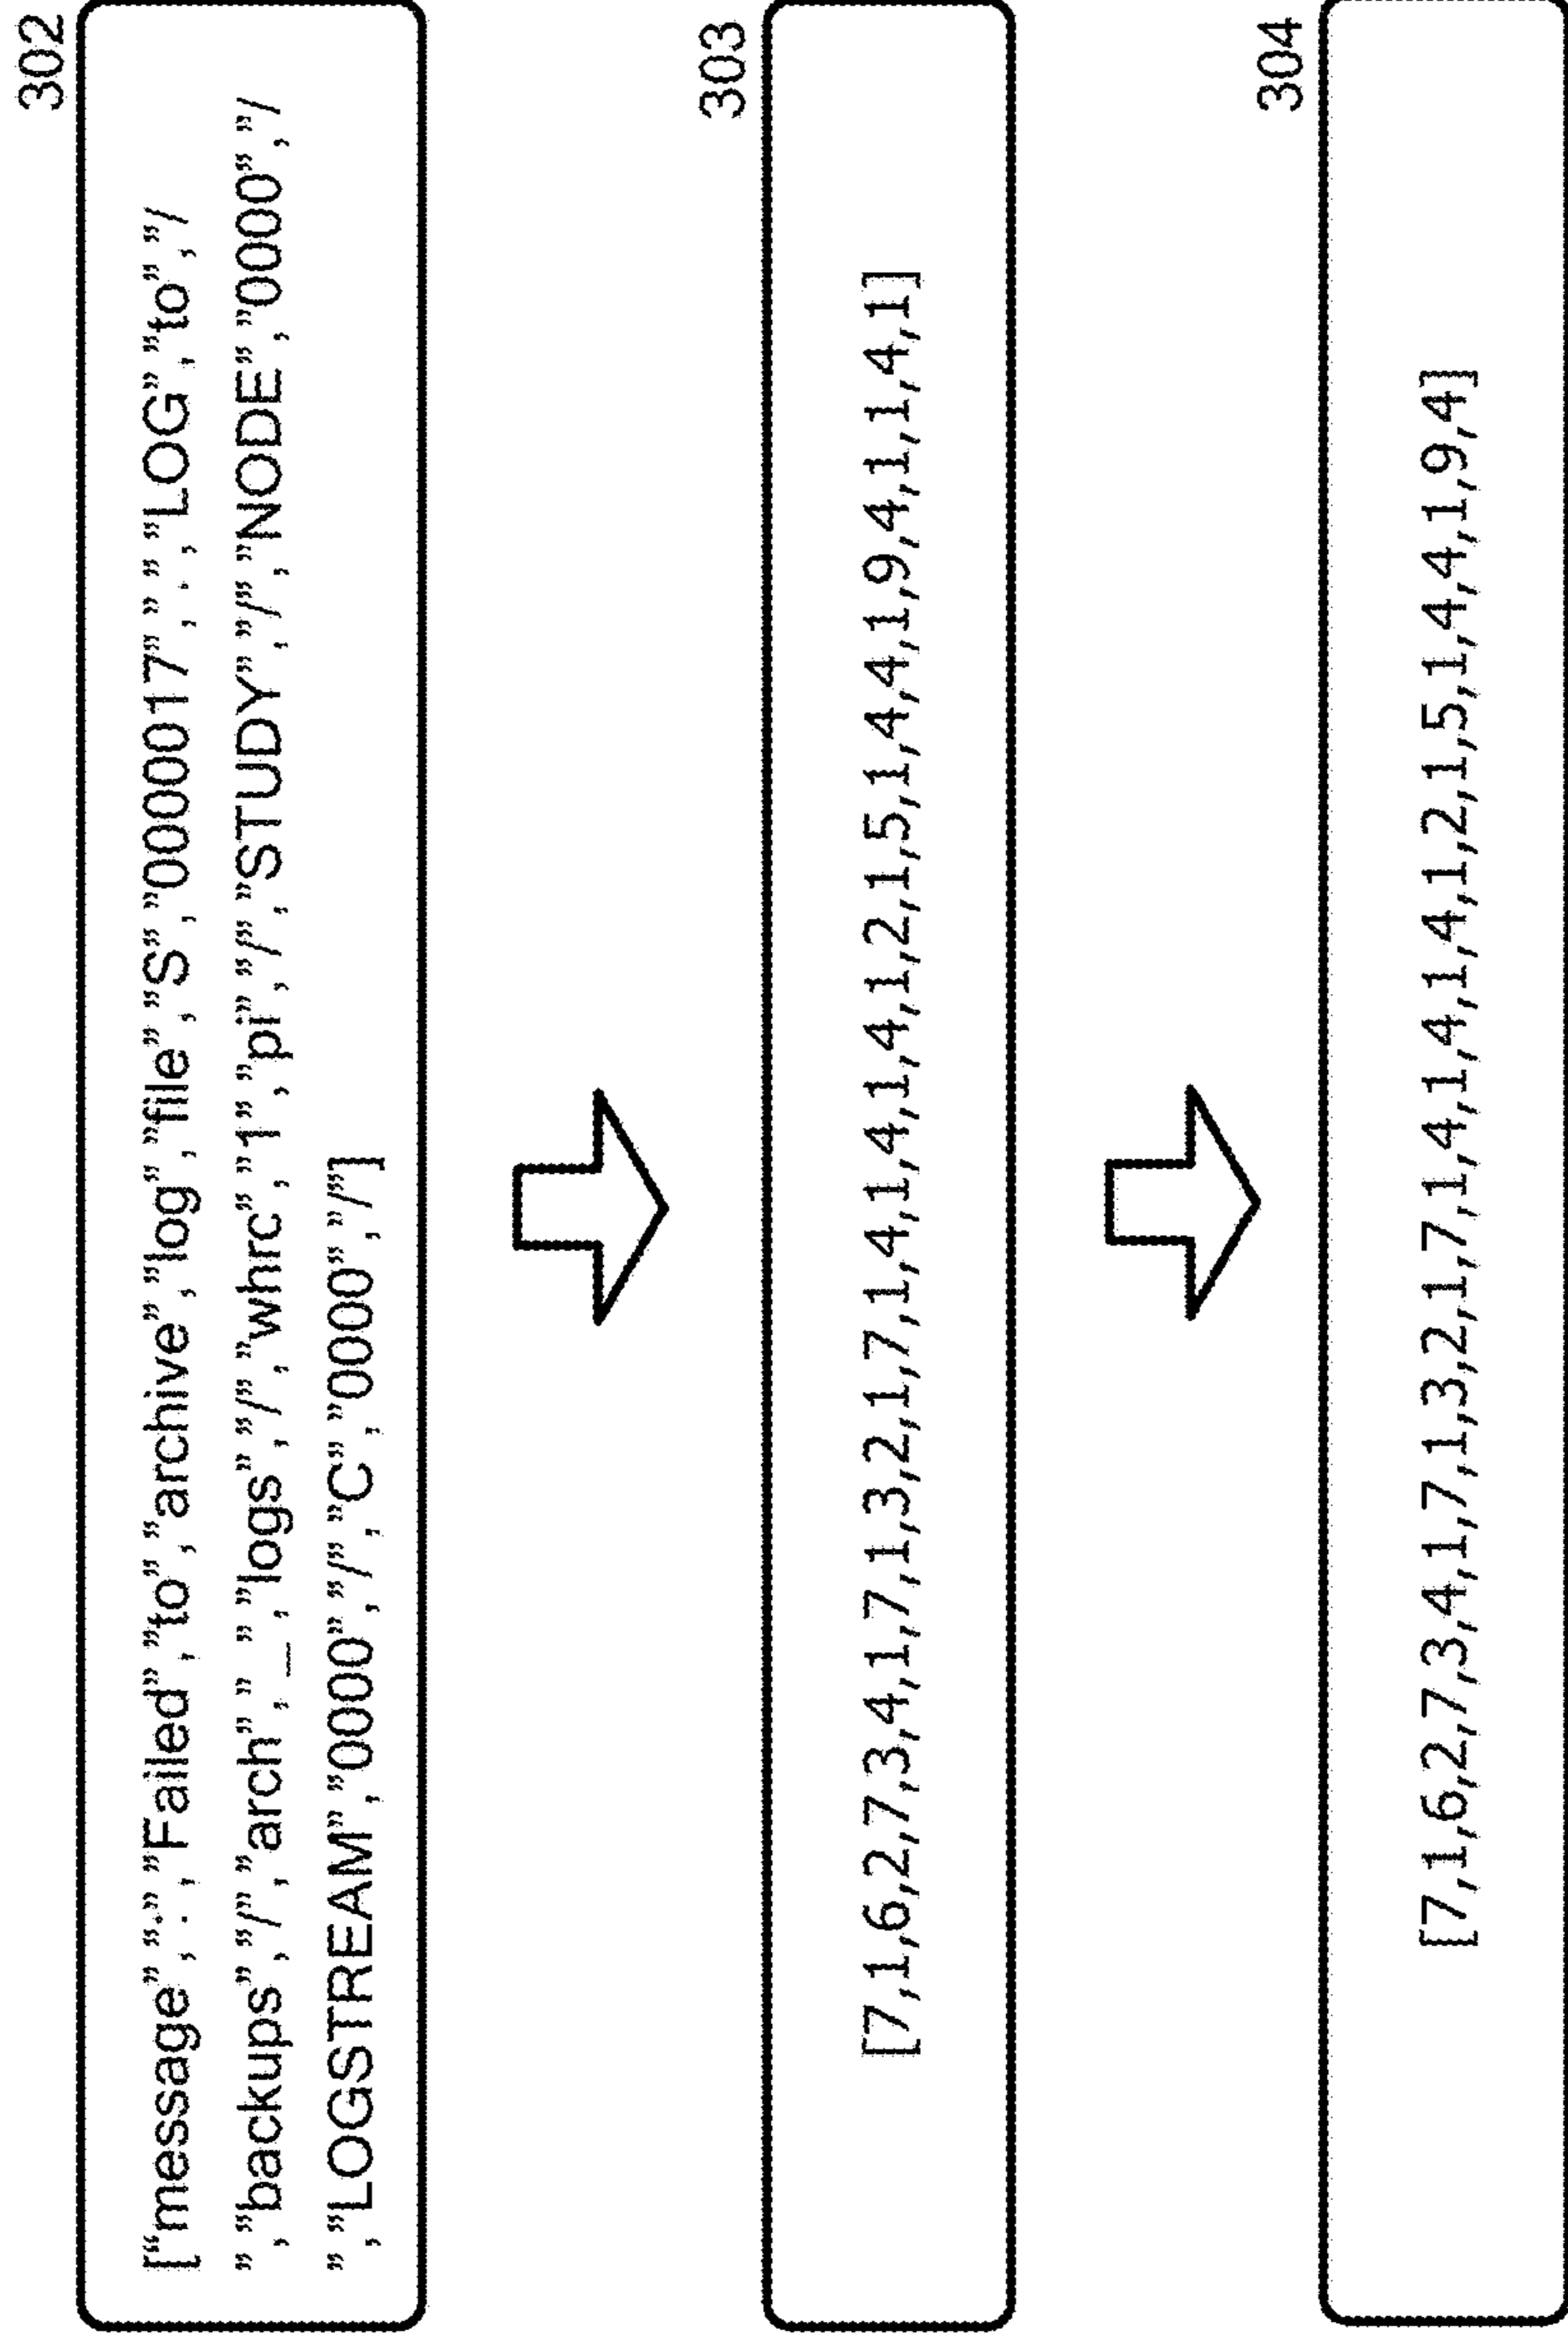 302
[“message”,”:”,”Failed”,”to”,”archive”,”log”,”file”,”S”,”0000017”,”.”,”LOG”,”to”,”/
”,”backups”,”/”,”arch”,”_”,”logs”,”/”,”whrc”,”1”,”pi”,”/”,”STUDY”,”/”,”NODE”,”0000”,”/
”,”LOGSTREAM”,”0000”,”/”,”C”,”0000”,”/”]
303
[7,1,6,2,7,3,4,1,7,1,3,2,1,7,1,4,1,4,1,4,1,2,1,5,1,4,4,1,9,4,1,1,4,1]
304
[7,1,6,2,7,3,4,1,7,1,3,2,1,7,1,4,1,4,1,4,1,2,1,5,1,4,4,1,9,4]